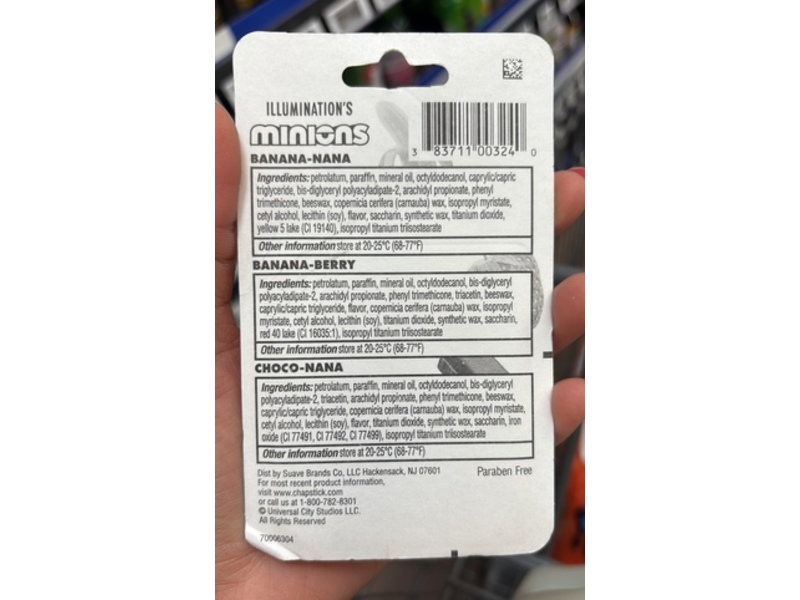 ILLUMINATION'S
minions
3 83711 00324 0
BANANA-NANA
Ingredients: petrolatum, paraffin, mineral oil, octyldodecanol, caprylic/capric
triglyceride, bis-diglyceryl polyacyladipate-2, arachidyl propionate, phenyl
trimethicone, beeswax, copernicia cerifera (carnauba) wax, isopropyl myristate,
cetyl alcohol, lecithin (soy), flavor, saccharin, synthetic wax, titanium dioxide,
yellow 5 lake (CI 19140), isopropyl titanium triisostearate
Other information store at 20-25°C (68-77°F)
BANANA-BERRY
Ingredients: petrolatum, paraffin, mineral oil, octyldodecanol, bis-diglyceryl
polyacyladipate-2, arachidyl propionate, phenyl trimethicone, triacetin, beeswax,
caprylic/capric triglyceride, flavor, copernicia cerifera (carnauba) wax, isopropyl
myristate, cetyl alcohol, lecithin (soy), titanium dioxide, synthetic wax, saccharin,
red 40 lake (CI 16035:1), isopropyl titanium triisostearate
Other information store at 20-25°C (68-77°F)
CHOCO-NANA
Ingredients: petrolatum, paraffin, mineral oil, octyldodecanol, bis-diglyceryl
polyacyladipate-2, triacetin, arachidyl propionate, phenyl trimethicone, beeswax,
caprylic/capric triglyceride, copernicia cerifera (carnauba) wax, isopropyl myristate,
cetyl alcohol, lecithin (soy), flavor, titanium dioxide, synthetic wax, saccharin, iron
oxide (CI 77491, CI 77492, CI 77499), isopropyl titanium triisostearate
Other information store at 20-25°C (68-77°F)
Dist by Suave Brands Co, LLC Hackensack, NJ 07601
For most recent product information,
visit www.chapstick.com
or call us at 1-800-782-8301
© Universal City Studios LLC.
All Rights Reserved
Paraben Free
70006304